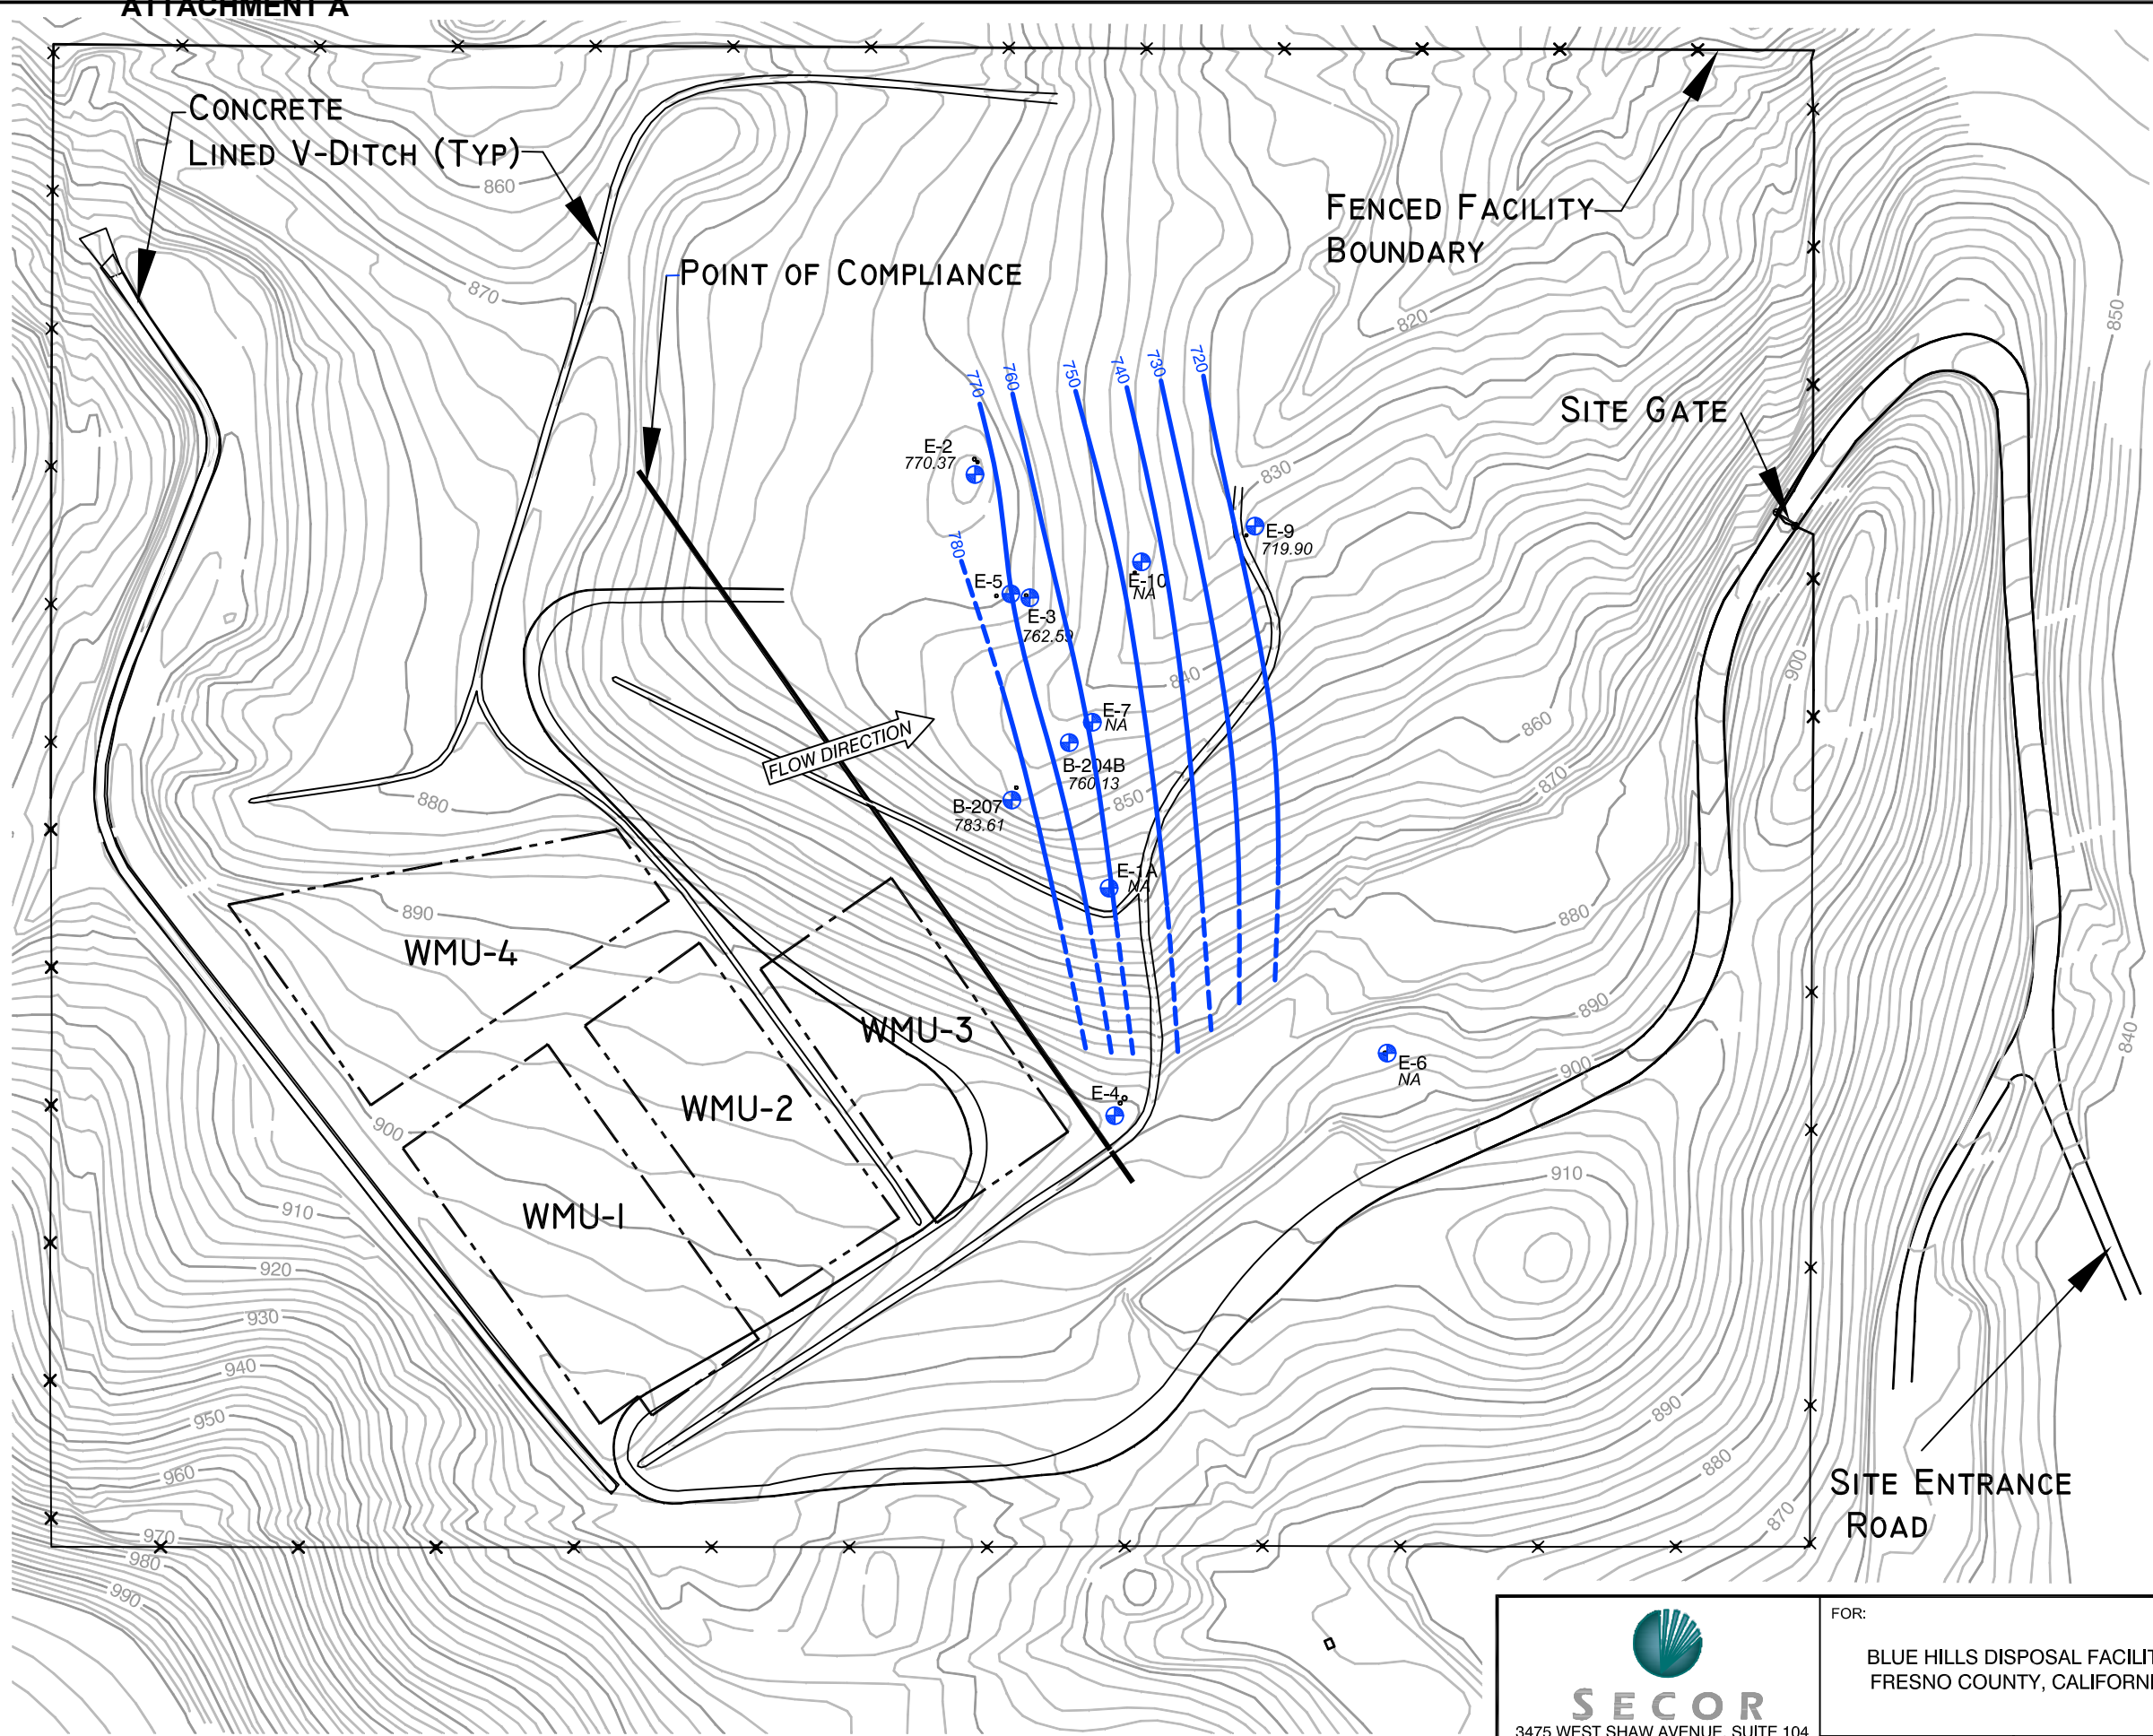 ATTACHMENT A
CONCRETE
LINED V-DITCH (TYP)
860
870
POINT OF COMPLIANCE
FENCED FACILITY
BOUNDARY
820
850
SITE GATE
770
760
750
740
730
720
E-2
770.37
830
780
E-9
719.90
E-10
NA
E-5
E-3
762.59
840
900
FLOW DIRECTION
E-7
NA
B-204B
760.13
860
870
850
B-207
783.61
880
E-1A
NA
890
880
WMU-4
WMU-3
890
840
E-6
NA
900
E-4
WMU-2
900
910
910
WMU-1
920
930
940
950
890
960
880
870
970
980
990
SITE ENTRANCE
ROAD
SECOR
3475 WEST SHAW AVENUE, SUITE 104
FOR:
BLUE HILLS DISPOSAL FACILIT
FRESNO COUNTY, CALIFORNI